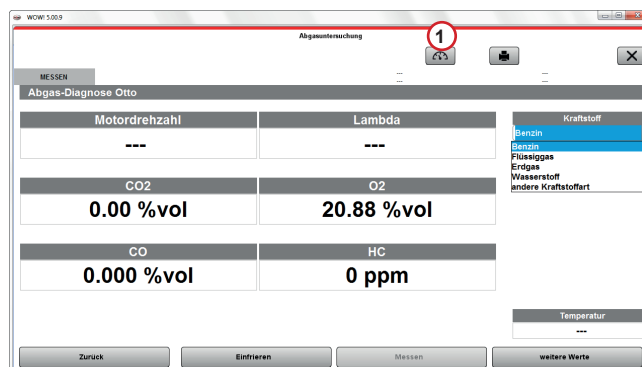 WOW! 5.00.9
Abgasuntersuchung
1
MESSEN
---
---
---
---
Abgas-Diagnose Otto
Motordrehzahl
Lambda
Kraftstoff
---
---
Benzin
Benzin
Flüssiggas
Erdgas
Wasserstoff
andere Kraftstoffart
CO2
O2
0.00 %vol
20.88 %vol
CO
HC
0.000 %vol
0 ppm
Temperatur
---
Zurück
Einfrieren
Messen
weitere Werte